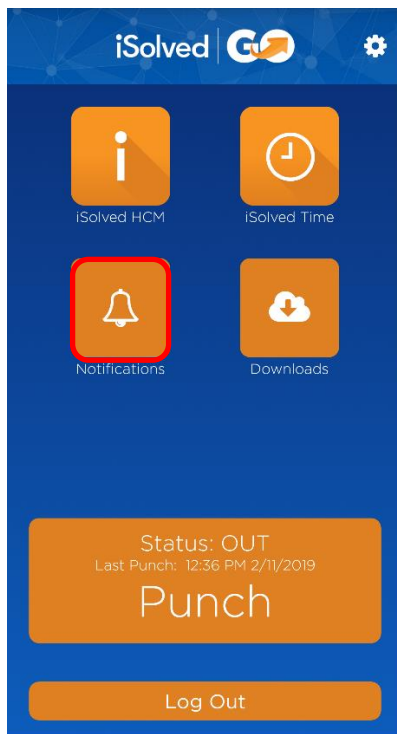 iSolved GO
i
iSolved HCM
iSolved Time
Notifications
Downloads
Status: OUT
Last Punch: 12:36 PM 2/11/2019
Punch
Log Out